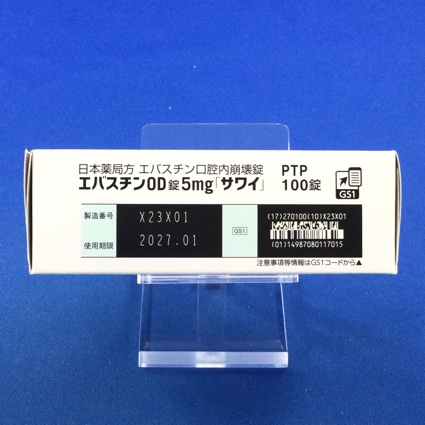 日本薬局方 エバスチン口腔内崩壊錠
エバスチンOD錠5mg「サワイ」
PTP
100錠
GS1
製造番号 X23X01
使用期限 2027.01
GS1
(17)270100(10)X23X01
(01)14987080117015
注意事項等情報はGS1コードから▲